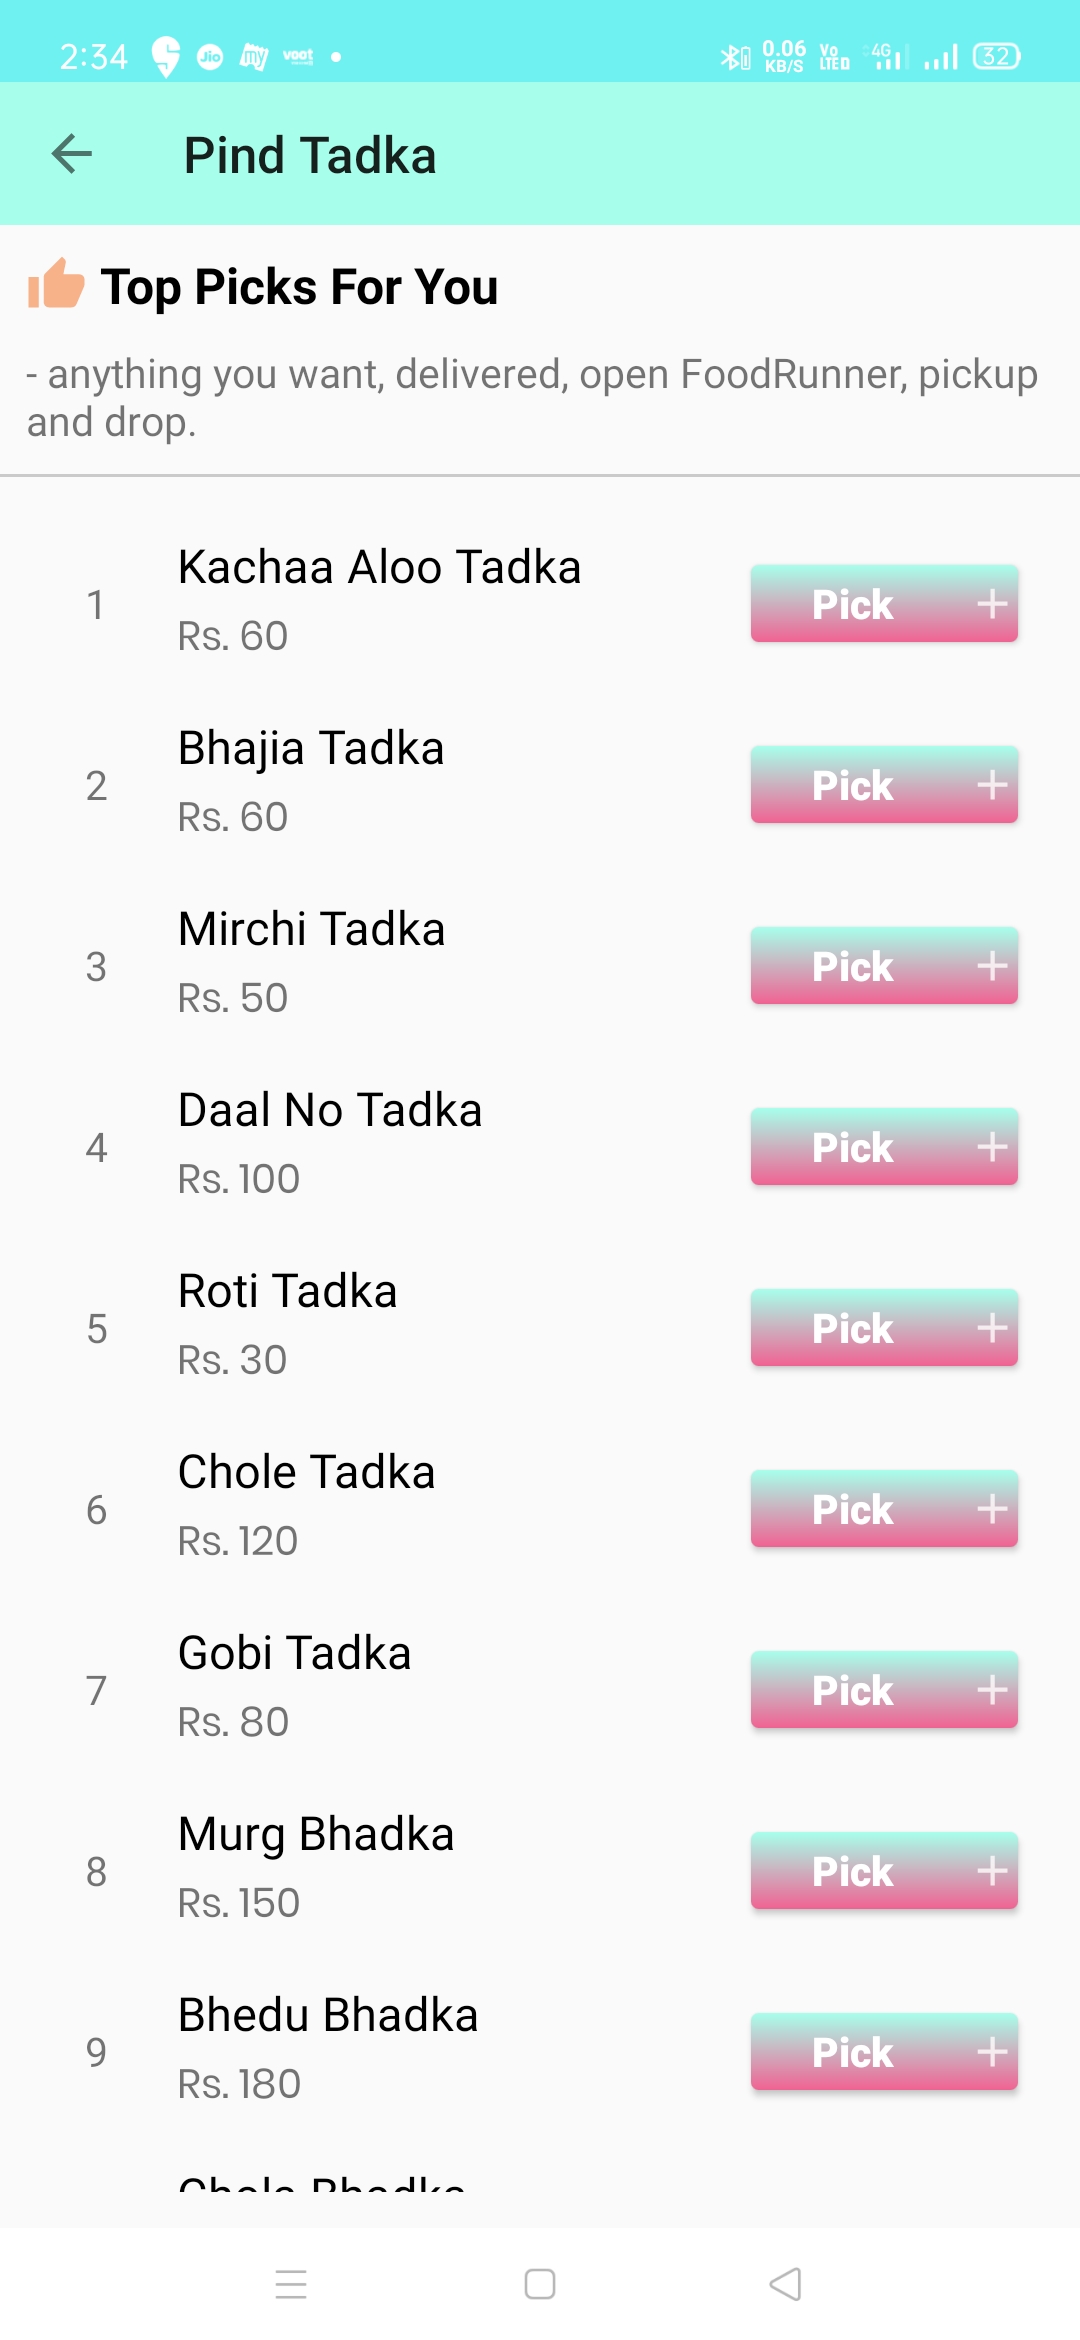 2:34 Jio my voot 0.06 KB/S Vo LTE 4G 32
Pind Tadka
Top Picks For You
- anything you want, delivered, open FoodRunner, pickup
and drop.
1 Kachaa Aloo Tadka
Rs. 60
Pick +
2 Bhajia Tadka
Rs. 60
Pick +
3 Mirchi Tadka
Rs. 50
Pick +
4 Daal No Tadka
Rs. 100
Pick +
5 Roti Tadka
Rs. 30
Pick +
6 Chole Tadka
Rs. 120
Pick +
7 Gobi Tadka
Rs. 80
Pick +
8 Murg Bhadka
Rs. 150
Pick +
9 Bhedu Bhadka
Rs. 180
Pick +